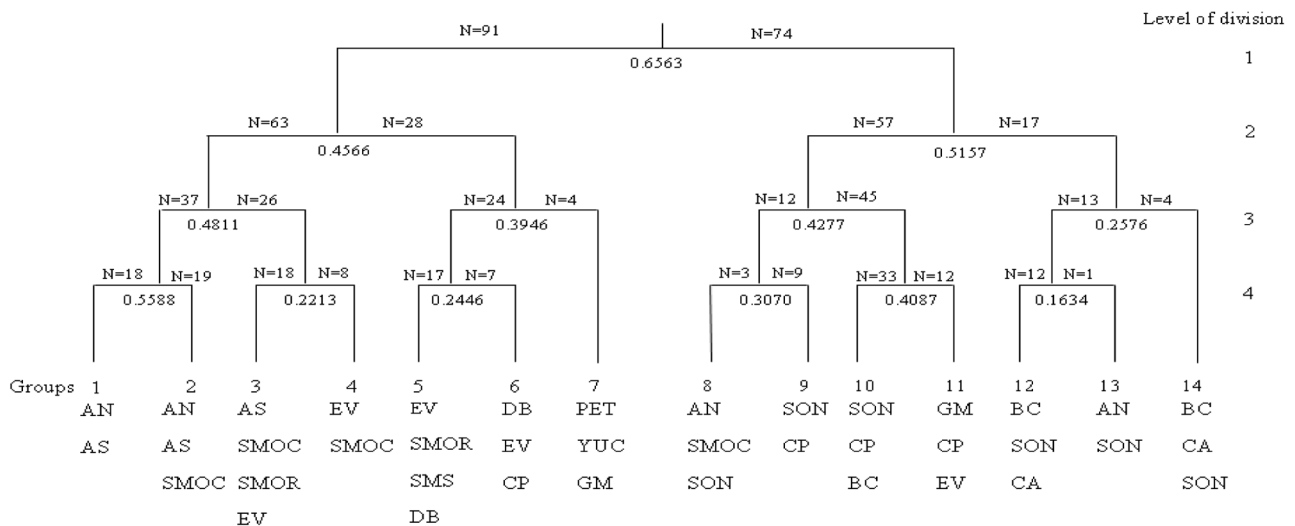 Level of division
N=91 N=74
0.6563 1
N=63 N=28 N=57 N=17
0.4566 0.5157 2
N=37 N=26 N=24 N=4 N=12 N=45 N=13 N=4
0.4811 0.3946 0.4277 0.2576 3
N=18 N=19 N=18 N=8 N=17 N=7 N=3 N=9 N=33 N=12 N=12 N=1
0.5588 0.2213 0.2446 0.3070 0.4087 0.1634 4
Groups 1 2 3 4 5 6 7 8 9 10 11 12 13 14
AN AN AS EV EV DB PET AN SON SON GM BC AN BC
AS AS SMOC SMOC SMOR EV YUC SMOC CP CP CP SON SON CA
SMOC SMOR SMS CP GM SON BC EV CA SON
EV DB